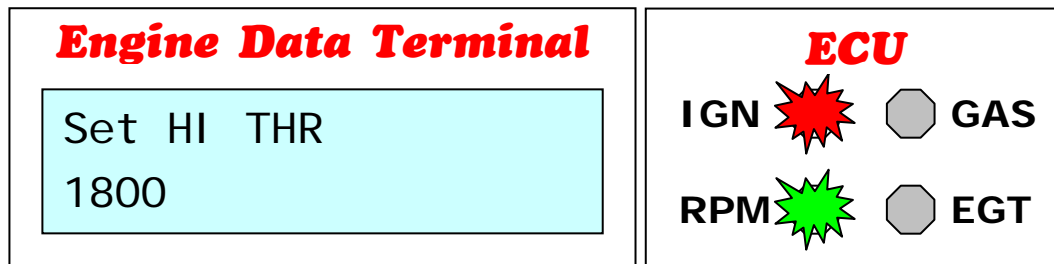 Engine Data Terminal
Set HI THR
1800
ECU
IGN GAS
RPM EGT